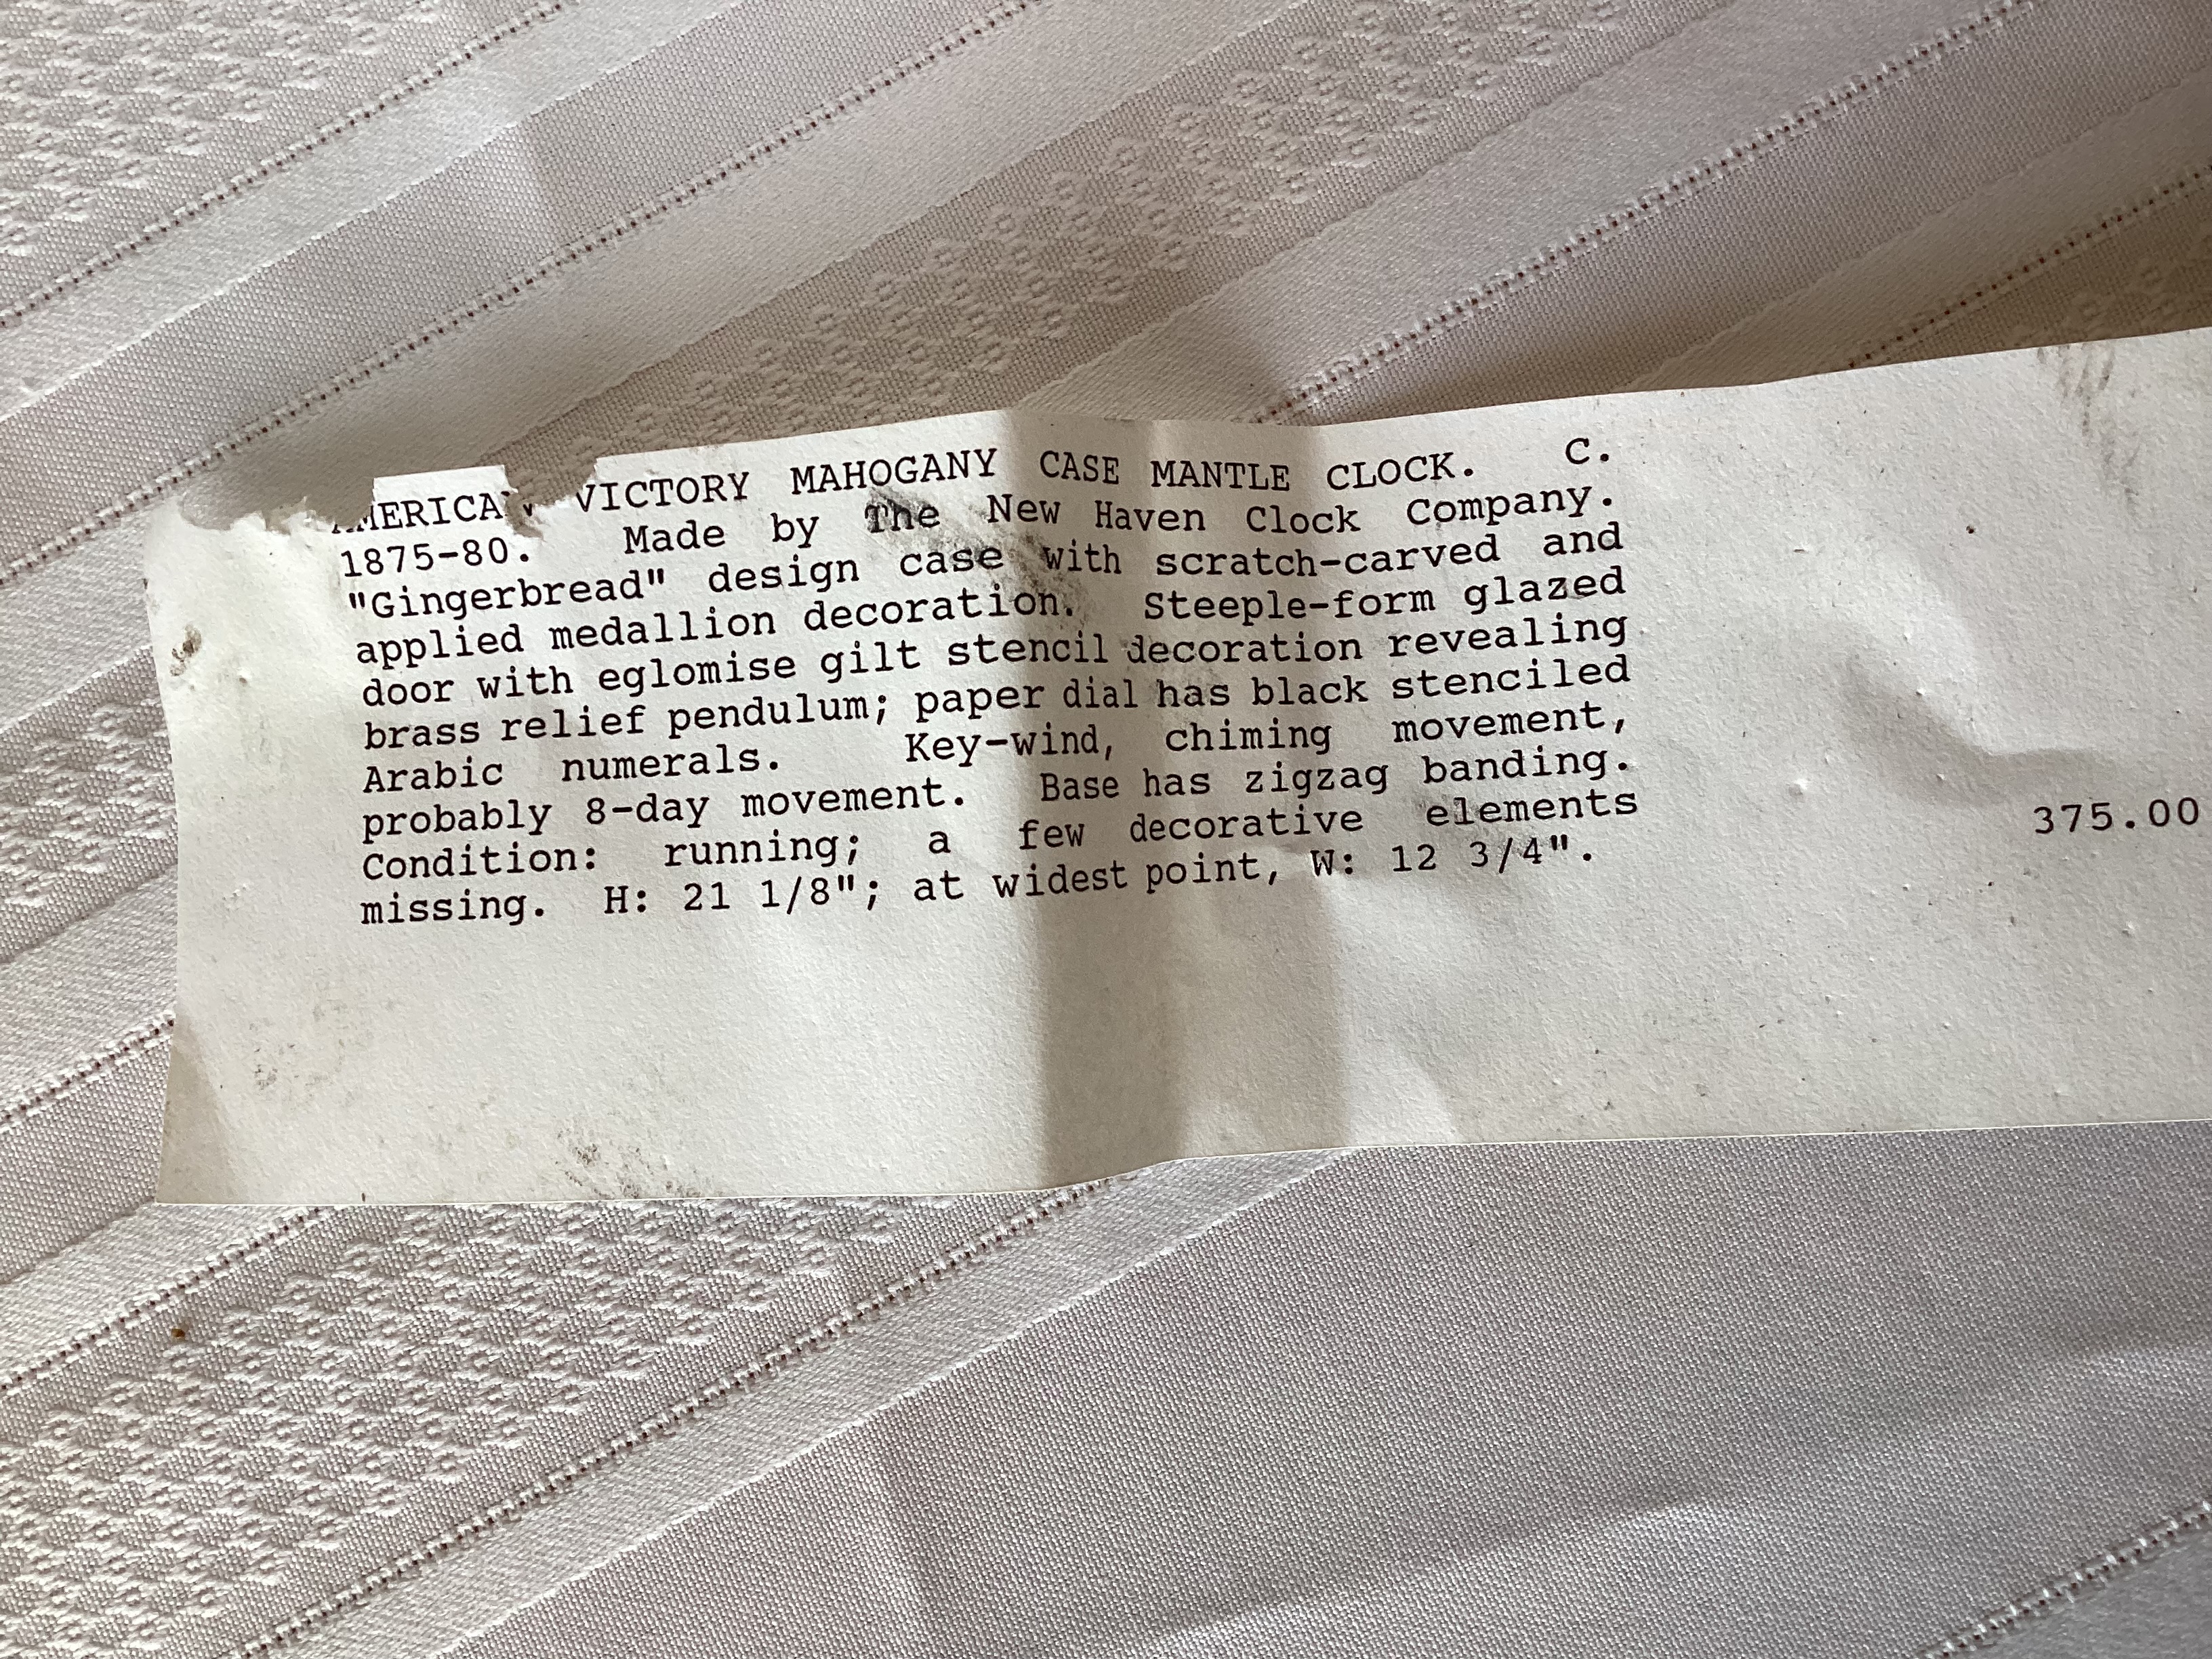 AMERICAN VICTORY MAHOGANY CASE MANTLE CLOCK. C.
1875-80. Made by The New Haven Clock Company.
"Gingerbread" design case with scratch-carved and
applied medallion decoration. Steeple-form glazed
door with eglomise gilt stencil decoration revealing
brass relief pendulum; paper dial has black stenciled
Arabic numerals. Key-wind, chiming movement,
probably 8-day movement. Base has zigzag banding.
Condition: running; a few decorative elements
missing. H: 21 1/8"; at widest point, W: 12 3/4".
375.00